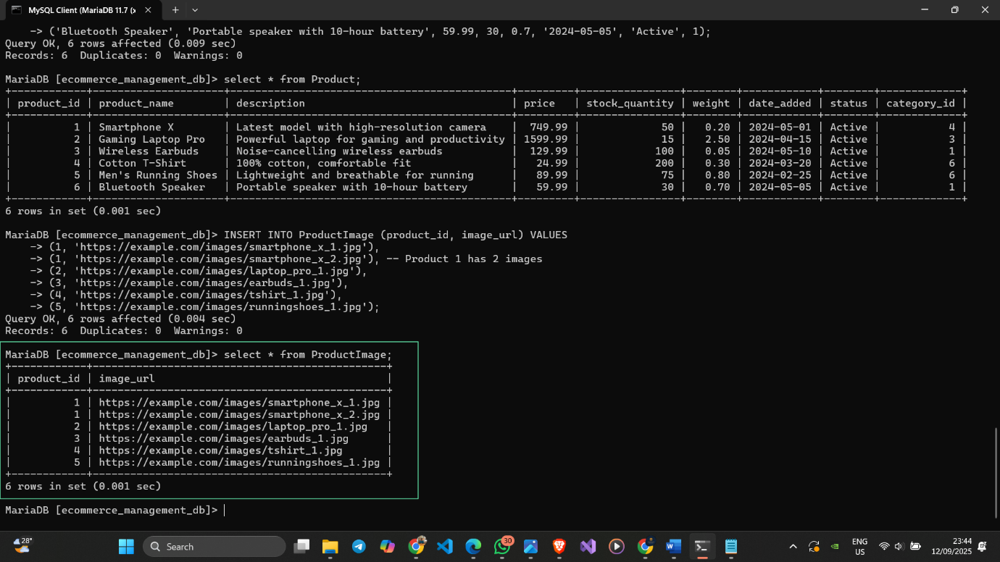 MySQL Client (MariaDB 11.7 (x
-> ('Bluetooth Speaker', 'Portable speaker with 10-hour battery', 59.99, 30, 0.7, '2024-05-05', 'Active', 1);
Query OK, 6 rows affected (0.009 sec)
Records: 6  Duplicates: 0  Warnings: 0
MariaDB [ecommerce_management_db]> select * from Product;
+------------+---------------------+----------------------------------------------+---------+----------------+--------+------------+--------+-------------+
| product_id | product_name        | description                                  | price   | stock_quantity | weight | date_added | status | category_id |
+------------+---------------------+----------------------------------------------+---------+----------------+--------+------------+--------+-------------+
|          1 | Smartphone X        | Latest model with high-resolution camera     |  749.99 |             50 |   0.20 | 2024-05-01 | Active |           4 |
|          2 | Gaming Laptop Pro   | Powerful laptop for gaming and productivity | 1599.99 |             15 |   2.50 | 2024-04-15 | Active |           3 |
|          3 | Wireless Earbuds    | Noise-cancelling wireless earbuds            |  129.99 |            100 |   0.05 | 2024-05-10 | Active |           1 |
|          4 | Cotton T-Shirt      | 100% cotton, comfortable fit                 |   24.99 |            200 |   0.30 | 2024-03-20 | Active |           6 |
|          5 | Men's Running Shoes | Lightweight and breathable for running       |   89.99 |             75 |   0.80 | 2024-02-25 | Active |           6 |
|          6 | Bluetooth Speaker   | Portable speaker with 10-hour battery        |   59.99 |             30 |   0.70 | 2024-05-05 | Active |           1 |
+------------+---------------------+----------------------------------------------+---------+----------------+--------+------------+--------+-------------+
6 rows in set (0.001 sec)
MariaDB [ecommerce_management_db]> INSERT INTO ProductImage (product_id, image_url) VALUES
-> (1, 'https://example.com/images/smartphone_x_1.jpg'),
-> (1, 'https://example.com/images/smartphone_x_2.jpg'), -- Product 1 has 2 images
-> (2, 'https://example.com/images/laptop_pro_1.jpg'),
-> (3, 'https://example.com/images/earbuds_1.jpg'),
-> (4, 'https://example.com/images/tshirt_1.jpg'),
-> (5, 'https://example.com/images/runningshoes_1.jpg');
Query OK, 6 rows affected (0.004 sec)
Records: 6  Duplicates: 0  Warnings: 0
MariaDB [ecommerce_management_db]> select * from ProductImage;
+------------+-----------------------------------------------+
| product_id | image_url                                     |
+------------+-----------------------------------------------+
|          1 | https://example.com/images/smartphone_x_1.jpg |
|          1 | https://example.com/images/smartphone_x_2.jpg |
|          2 | https://example.com/images/laptop_pro_1.jpg   |
|          3 | https://example.com/images/earbuds_1.jpg      |
|          4 | https://example.com/images/tshirt_1.jpg       |
|          5 | https://example.com/images/runningshoes_1.jpg |
+------------+-----------------------------------------------+
6 rows in set (0.001 sec)
MariaDB [ecommerce_management_db]>
28°
Search
30
ENG
US
23:44
12/09/2025